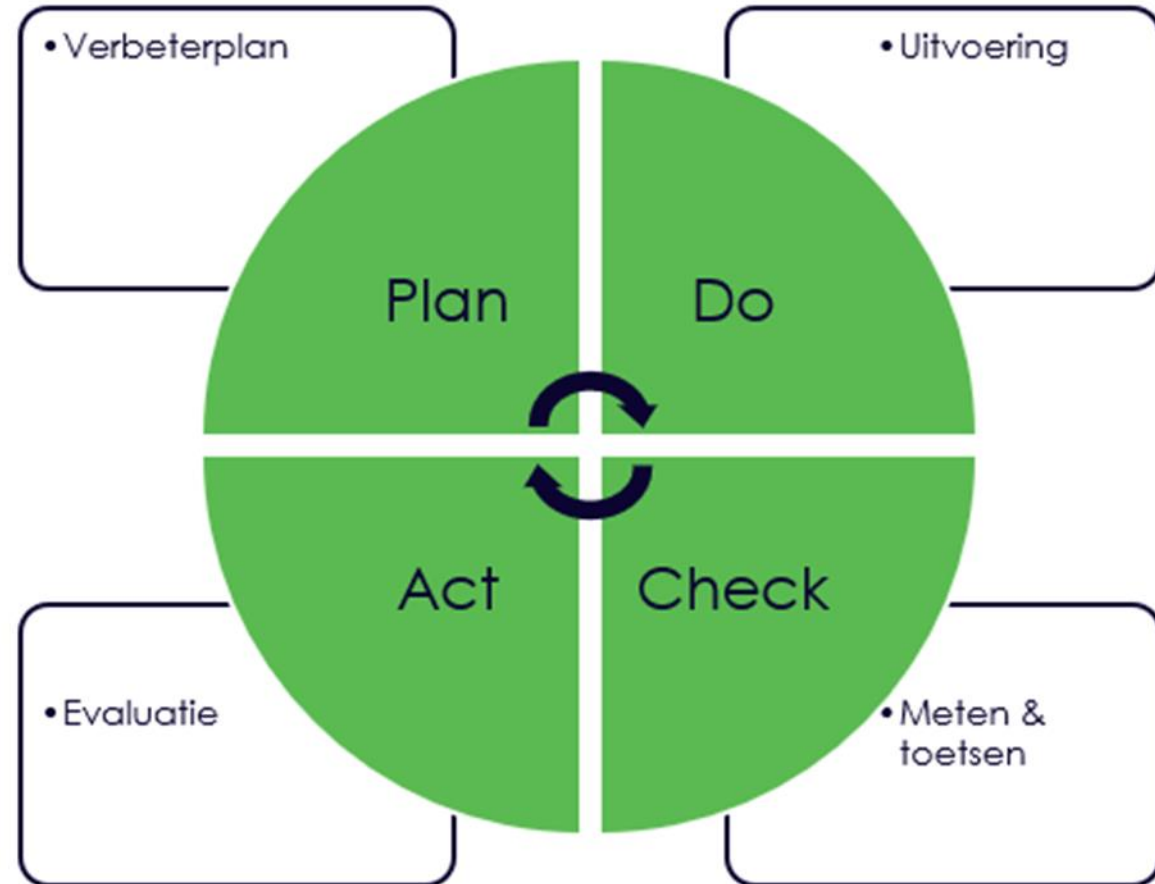 • Verbeterplan
• Uitvoering
Plan
Do
Act
Check
• Evaluatie
• Meten &
toetsen